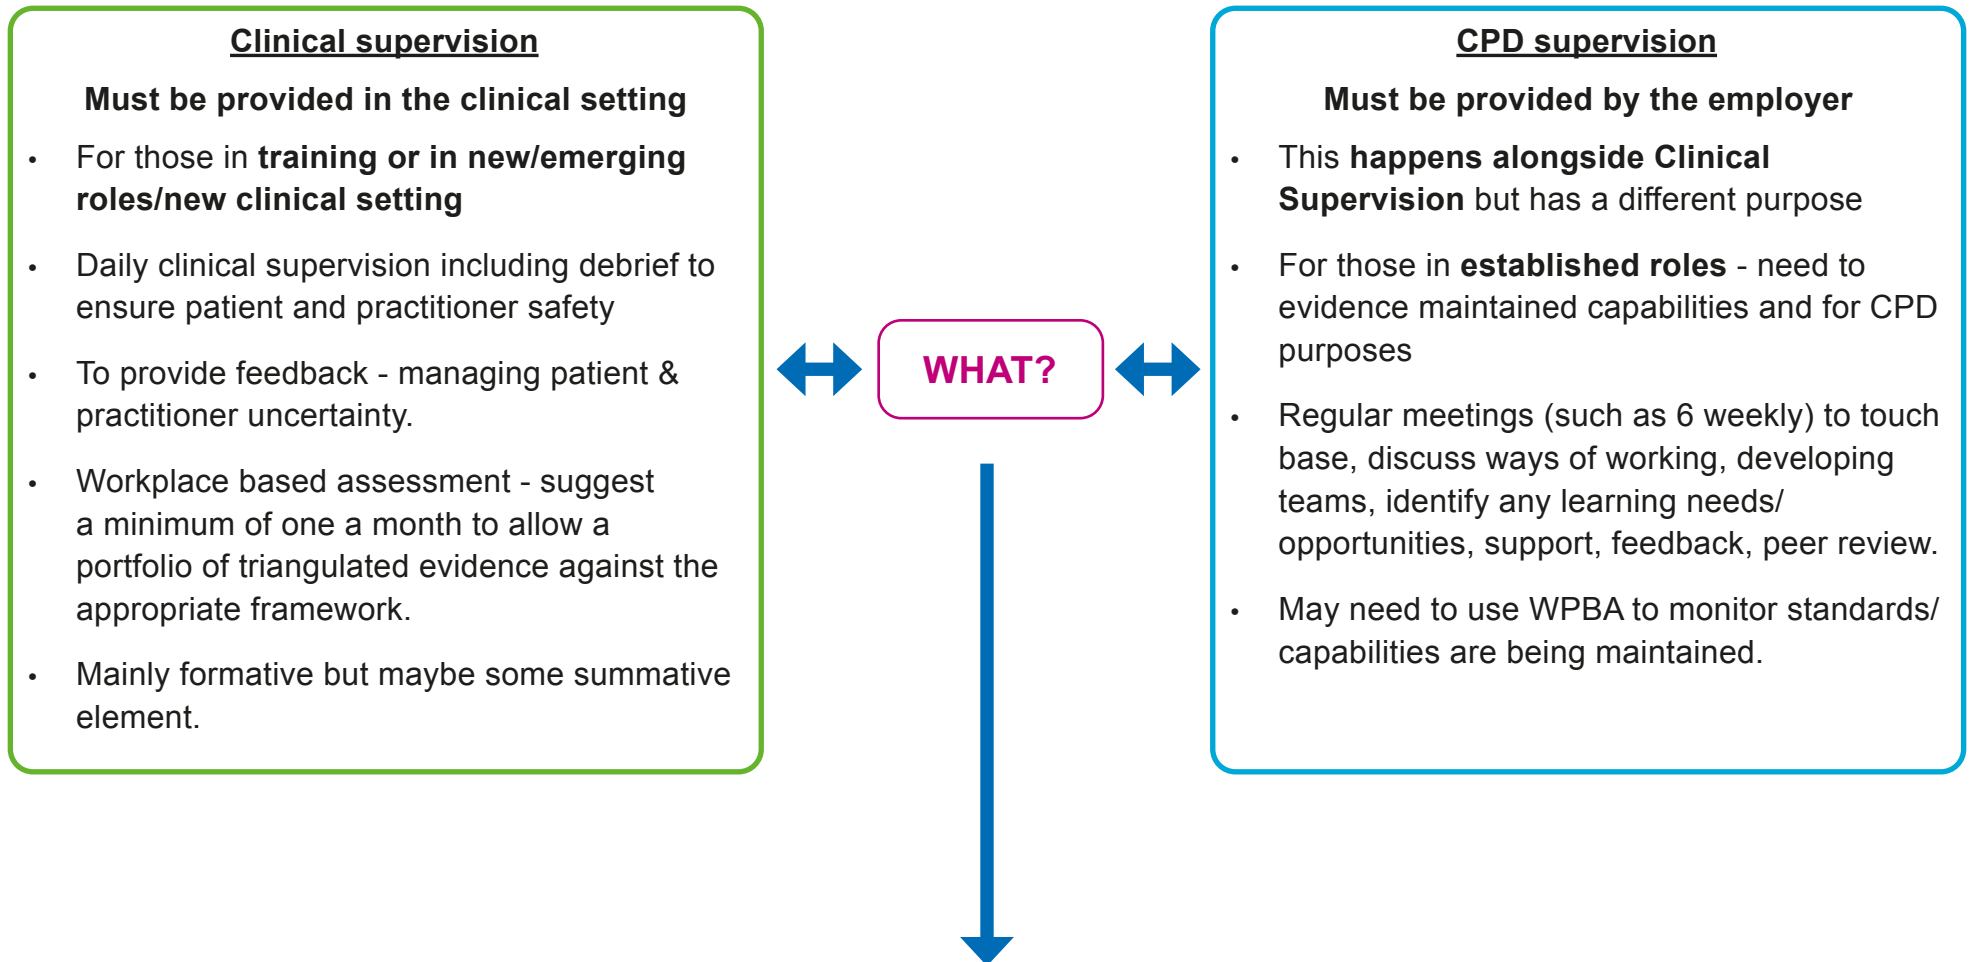 Clinical supervision
Must be provided in the clinical setting
• For those in training or in new/emerging
roles/new clinical setting
• Daily clinical supervision including debrief to
ensure patient and practitioner safety
• To provide feedback - managing patient &
practitioner uncertainty.
• Workplace based assessment - suggest
a minimum of one a month to allow a
portfolio of triangulated evidence against the
appropriate framework.
• Mainly formative but maybe some summative
element.
WHAT?
CPD supervision
Must be provided by the employer
• This happens alongside Clinical
Supervision but has a different purpose
• For those in established roles - need to
evidence maintained capabilities and for CPD
purposes
• Regular meetings (such as 6 weekly) to touch
base, discuss ways of working, developing
teams, identify any learning needs/
opportunities, support, feedback, peer review.
• May need to use WPBA to monitor standards/
capabilities are being maintained.